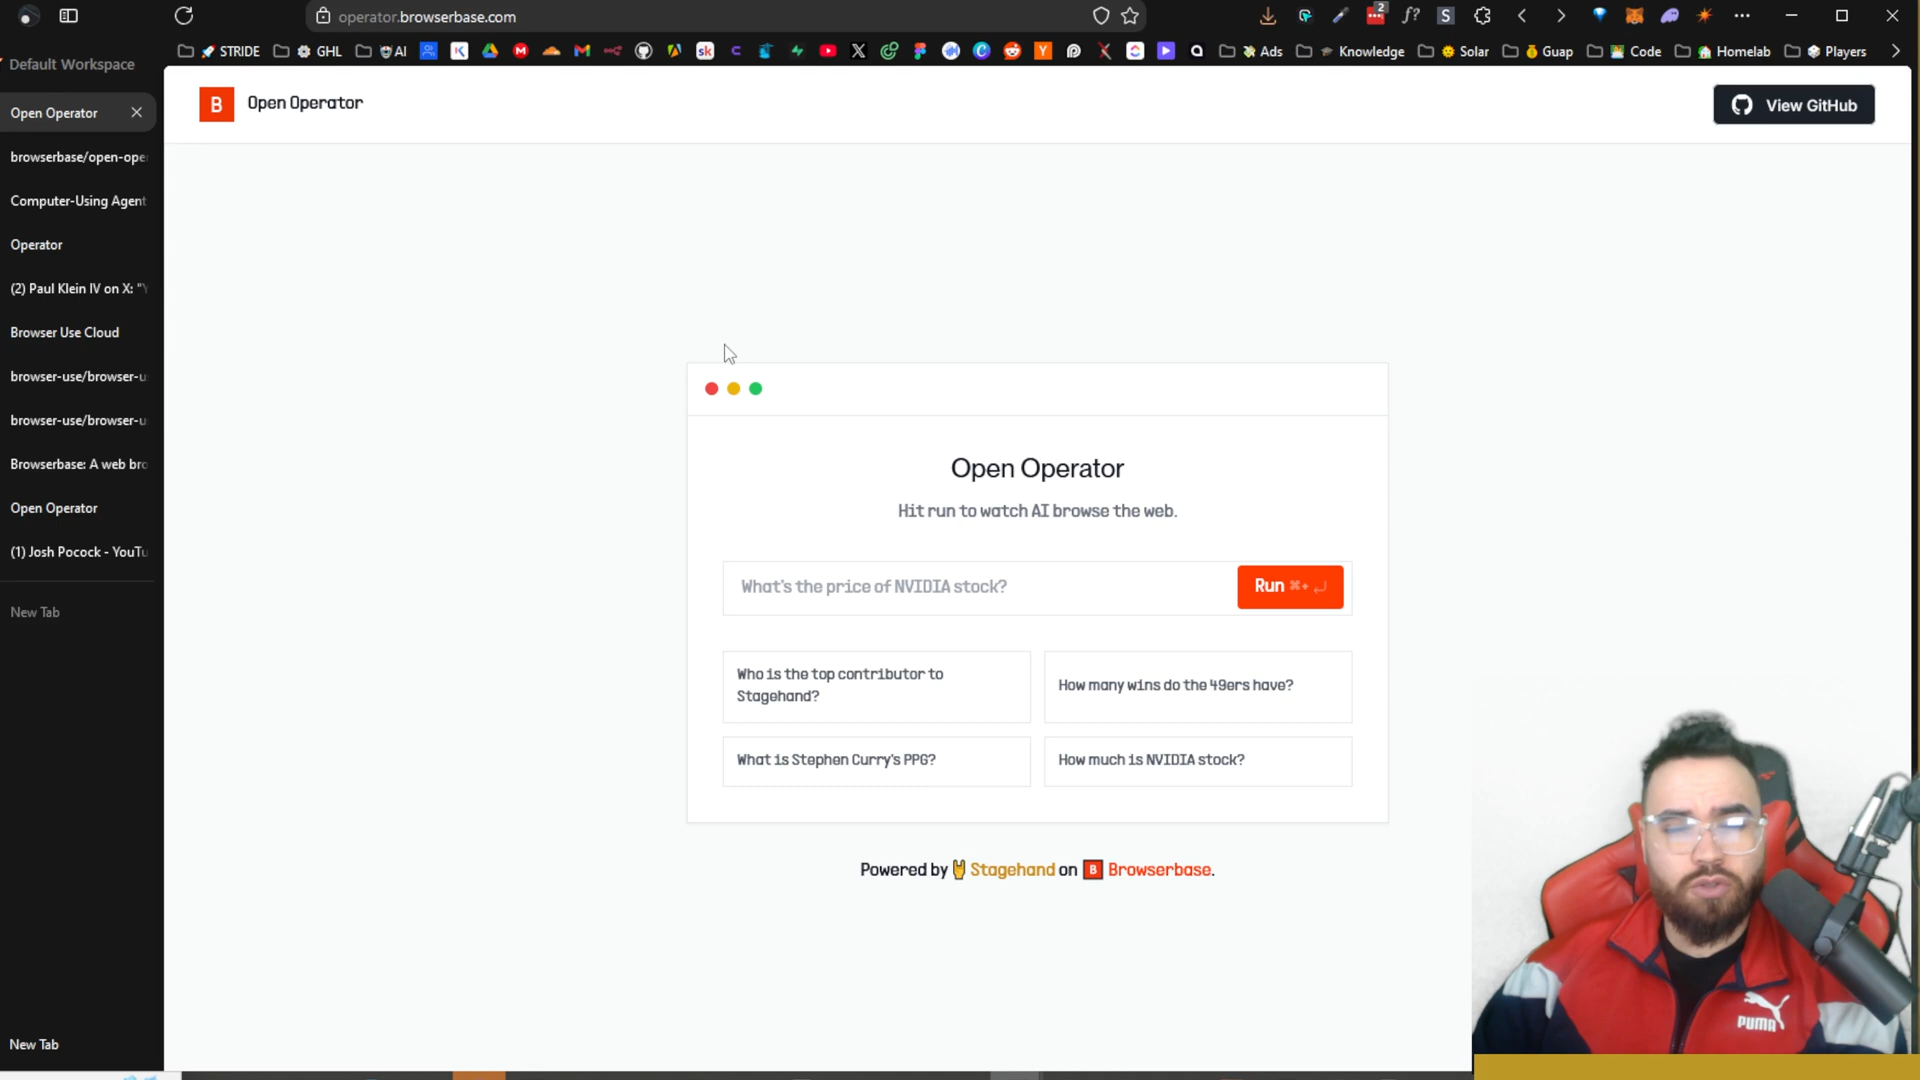 operator.browserbase.com
2
f?
S
STRIDE
GHL
AI
sk
Ads
Knowledge
Solar
Guap
Code
Homelab
Players
Default Workspace
Open Operator
browserbase/open-ope
Computer-Using Agent
Operator
(2) Paul Klein IV on X: "Y
Browser Use Cloud
browser-use/browser-u
browser-use/browser-u
Browserbase: A web bro
Open Operator
(1) Josh Pocock - YouTu
New Tab
New Tab
B Open Operator
View GitHub
Open Operator
Hit run to watch AI browse the web.
What's the price of NVIDIA stock?
Run ⌘+
Who is the top contributor to
Stagehand?
How many wins do the 49ers have?
What is Stephen Curry's PPG?
How much is NVIDIA stock?
Powered by Stagehand on B Browserbase.
PUMA